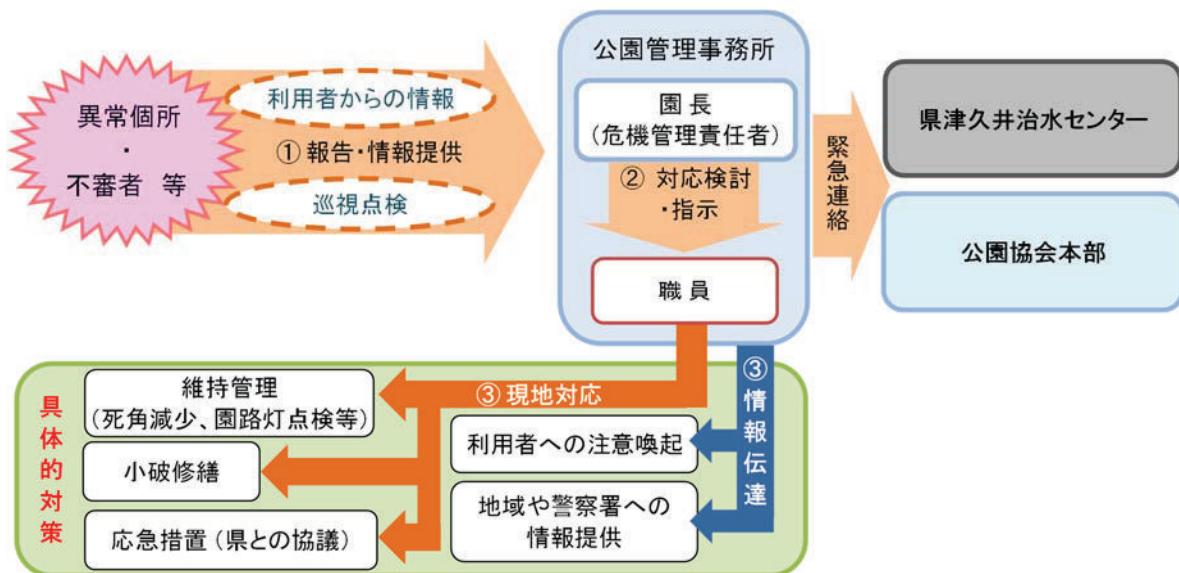 異常個所
・
不審者 等
利用者からの情報
① 報告・情報提供
巡視点検
公園管理事務所
園長
(危機管理責任者)
② 対応検討
・指示
職員
緊急連絡
県津久井治水センター
公園協会本部
具体的対策
維持管理
(死角減少、園路灯点検等)
小破修繕
応急措置（県との協議）
③ 現地対応
③情報伝達
利用者への注意喚起
地域や警察署への
情報提供